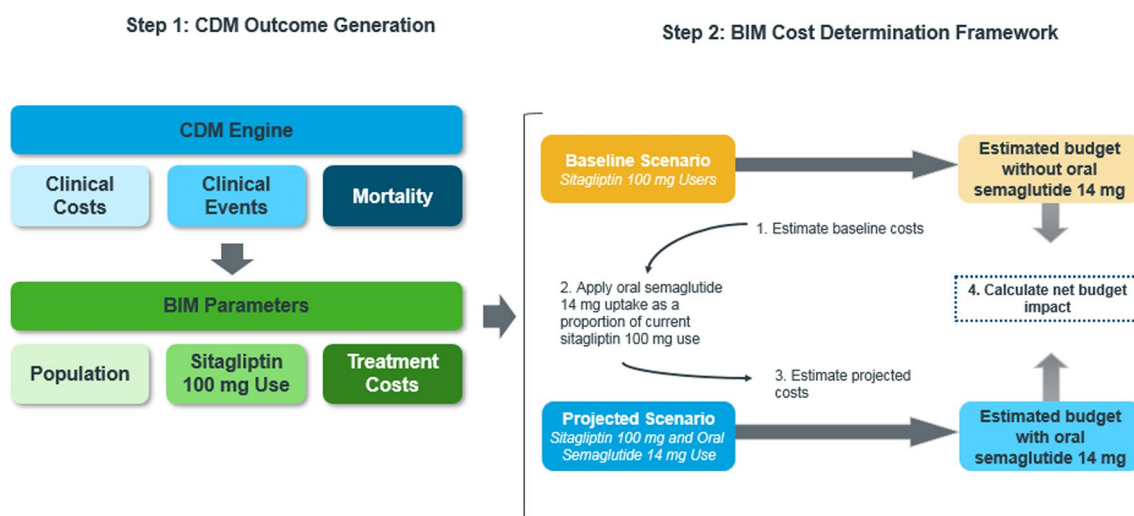 Step 1: CDM Outcome Generation
CDM Engine
Clinical
Costs
Clinical
Events
Mortality
BIM Parameters
Population
Sitagliptin
100 mg Use
Treatment
Costs
Step 2: BIM Cost Determination Framework
Baseline Scenario
Sitagliptin 100 mg Users
Estimated budget
without oral
semaglutide 14 mg
1. Estimate baseline costs
2. Apply oral semaglutide
14 mg uptake as a
proportion of current
sitagliptin 100 mg use
3. Estimate projected
costs
4. Calculate net budget
impact
Projected Scenario
Sitagliptin 100 mg and Oral
Semaglutide 14 mg Use
Estimated budget
with oral
semaglutide 14 mg